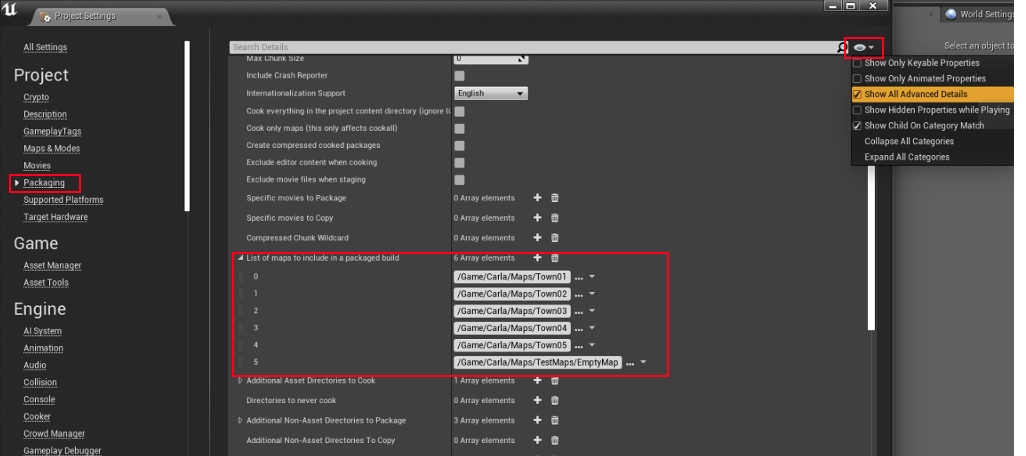 Project Settings
World Settings
Select an object to
All Settings
Project
Crypto
Description
GameplayTags
Maps & Modes
Movies
Packaging
Supported Platforms
Target Hardware
Game
Asset Manager
Asset Tools
Engine
AI System
Animation
Audio
Collision
Console
Cooker
Crowd Manager
Gameplay Debugger
Search Details
Max Chunk Size 0
Include Crash Reporter
Internationalization Support English
Cook everything in the project content directory (ignore li
Cook only maps (this only affects cookall)
Create compressed cooked packages
Exclude editor content when cooking
Exclude movie files when staging
Specific movies to Package 0 Array elements
Specific movies to Copy 0 Array elements
Compressed Chunk Wildcard 0 Array elements
List of maps to include in a packaged build 6 Array elements
0 /Game/Carla/Maps/Town01 ...
1 /Game/Carla/Maps/Town02 ...
2 /Game/Carla/Maps/Town03 ...
3 /Game/Carla/Maps/Town04 ...
4 /Game/Carla/Maps/Town05 ...
5 /Game/Carla/Maps/TestMaps/EmptyMap ...
Additional Asset Directories to Cook 1 Array elements
Directories to never cook 0 Array elements
Additional Non-Asset Directories to Package 3 Array elements
Additional Non-Asset Directories To Copy 0 Array elements
Show Only Keyable Properties
Show Only Animated Properties
Show All Advanced Details
Show Hidden Properties while Playing
Show Child On Category Match
Collapse All Categories
Expand All Categories